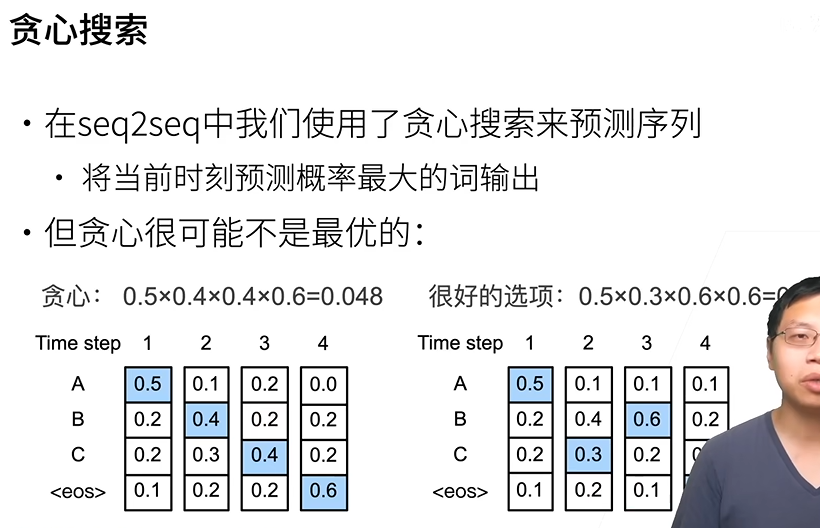 贪心搜索
• 在seq2seq中我们使用了贪心搜索来预测序列
• 将当前时刻预测概率最大的词输出
• 但贪心很可能不是最优的：
贪心： 0.5×0.4×0.4×0.6=0.048
很好的选项：0.5×0.3×0.6×0.6=
Time step 1 2 3 4
A 0.5 0.1 0.2 0.0
B 0.2 0.4 0.2 0.2
C 0.2 0.3 0.4 0.2
<eos> 0.1 0.2 0.2 0.6
Time step 1 2 3 4
A 0.5 0.1 0.1 0.1
B 0.2 0.4 0.6 0.2
C 0.2 0.3 0.2
<eos> 0.1 0.2 0.1